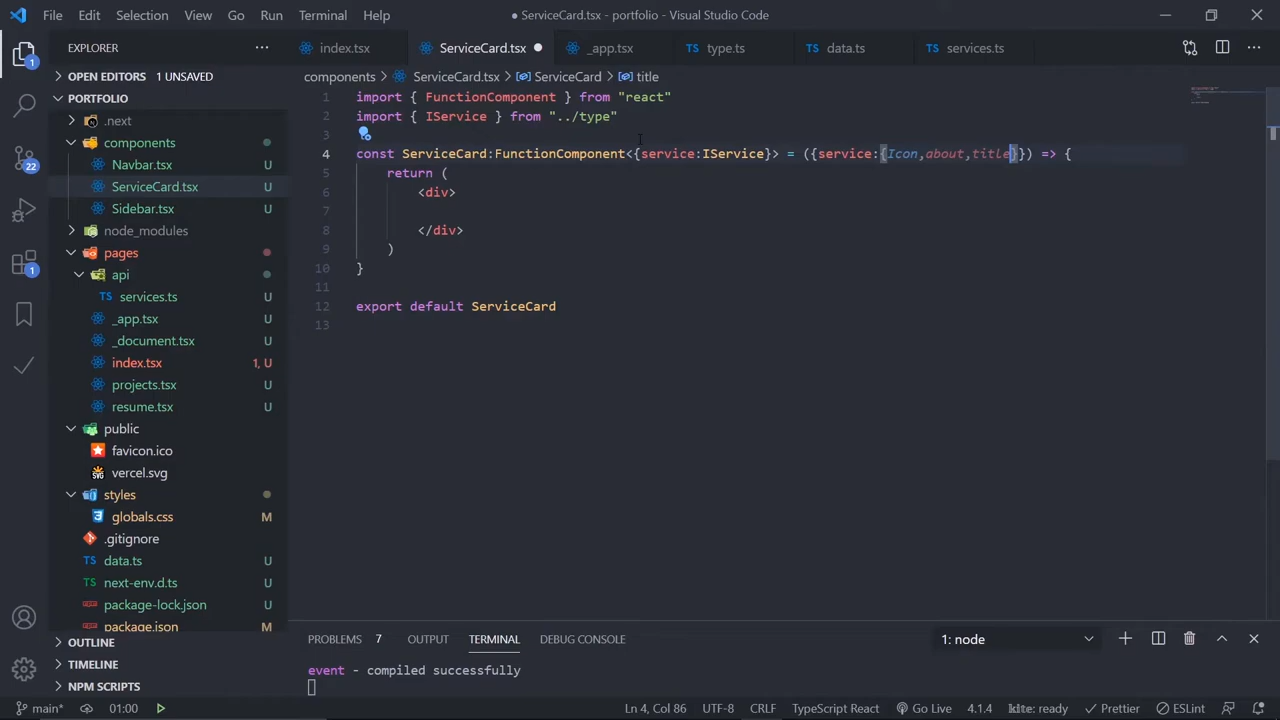 File Edit Selection View Go Run Terminal Help
● ServiceCard.tsx - portfolio - Visual Studio Code
EXPLORER
OPEN EDITORS 1 UNSAVED
PORTFOLIO
.next
components
Navbar.tsx U
ServiceCard.tsx U
Sidebar.tsx U
node_modules
pages
api
TS services.ts U
_app.tsx U
_document.tsx U
index.tsx 1, U
projects.tsx U
resume.tsx U
public
favicon.ico
vercel.svg
styles
globals.css M
.gitignore
TS data.ts U
next-env.d.ts U
package-lock.json U
package.json M
OUTLINE
TIMELINE
NPM SCRIPTS
1
22
1
index.tsx ServiceCard.tsx ● _app.tsx TS type.ts TS data.ts TS services.ts
components > ServiceCard.tsx > ServiceCard > title
1 import { FunctionComponent } from "react"
2 import { IService } from "../type"
3
4 const ServiceCard:FunctionComponent<{service:IService}> = ({service:{Icon,about,title}}) => {
5 return (
6 <div>
7
8 </div>
9 )
10 }
11
12 export default ServiceCard
13
PROBLEMS 7 OUTPUT TERMINAL DEBUG CONSOLE 1: node
event - compiled successfully
main* 01:00 Ln 4, Col 86 UTF-8 CRLF TypeScript React Go Live 4.1.4 kite: ready Prettier ESLint